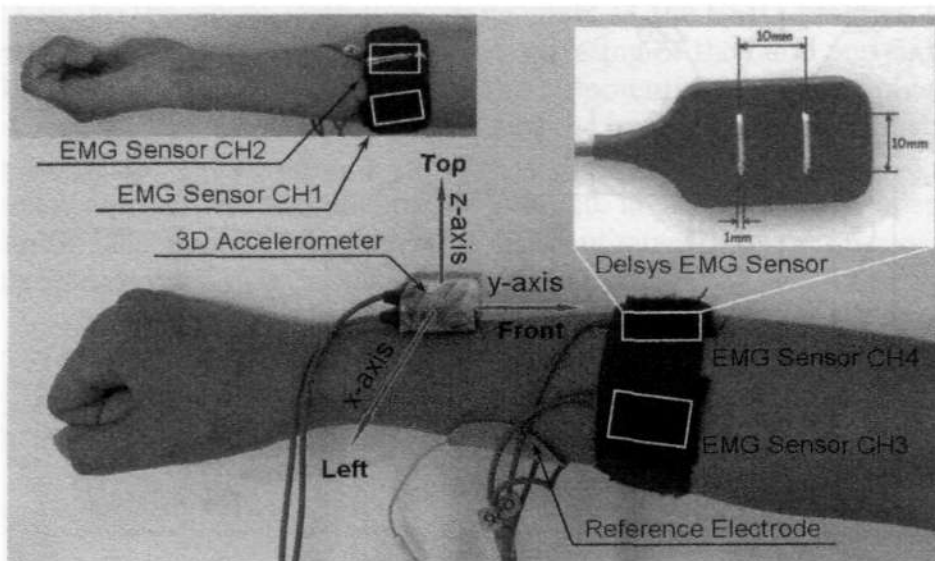 EMG Sensor CH2
EMG Sensor CH1
10mm
10mm
1mm
Delsys EMG Sensor
Top
z-axis
3D Accelerometer
y-axis
Front
x-axis
Left
EMG Sensor CH4
EMG Sensor CH3
Reference Electrode